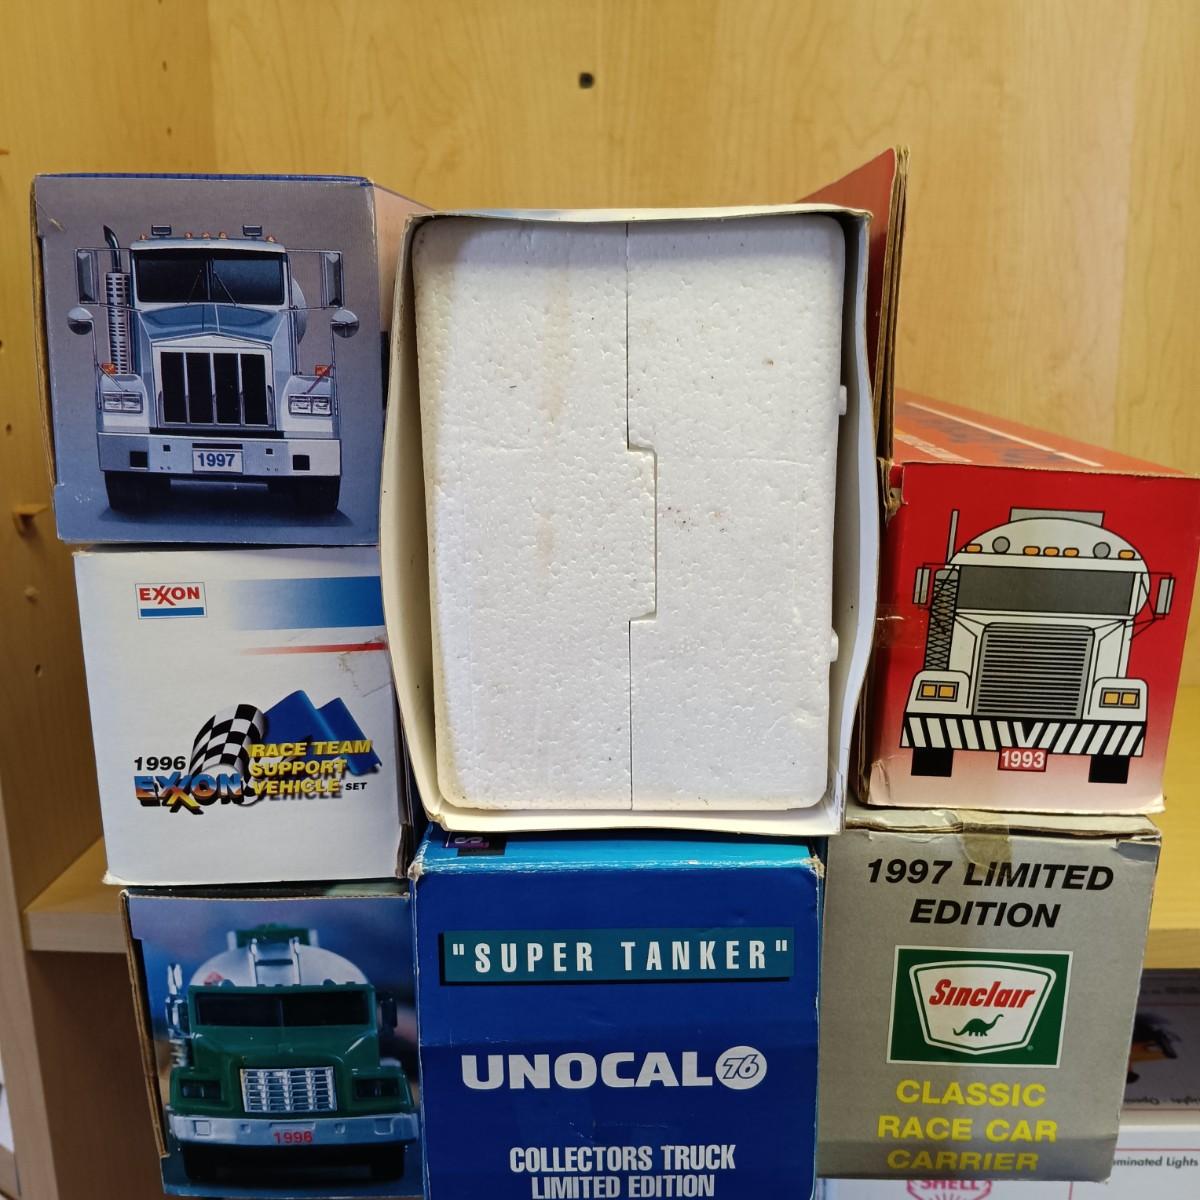 1997
EXXON
1996
EXXON
RACE TEAM
SUPPORT
VEHICLE SET
1996
"SUPER TANKER"
UNOCAL 76
COLLECTORS TRUCK
LIMITED EDITION
1993
1997 LIMITED
EDITION
Sinclair
CLASSIC
RACE CAR
CARRIER
SHELL